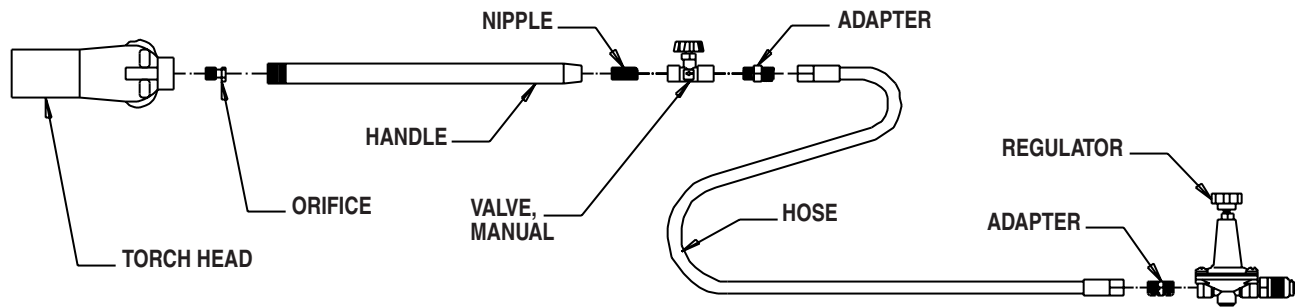 NIPPLE
ADAPTER
HANDLE
REGULATOR
ORIFICE
VALVE,
MANUAL
HOSE
ADAPTER
TORCH HEAD